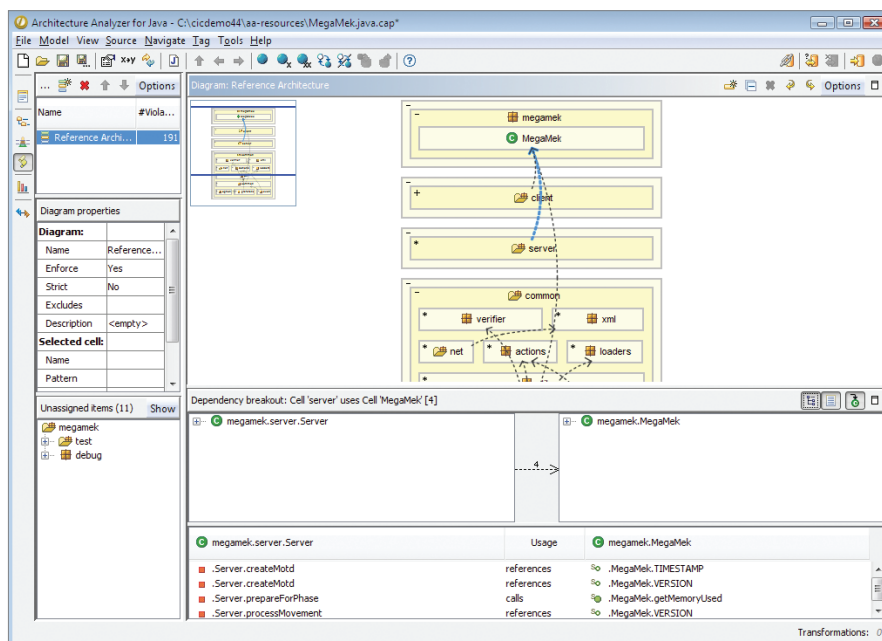 Architecture Analyzer for Java - C:\cicdemo44\aa-resources\MegaMek.java.cap*
File Model View Source Navigate Tag Tools Help
... Options
Name #Viola...
Reference Archi... 191
Diagram: Reference Architecture Options
megamek
MegaMek
client
server
common
verifier xml
net actions loaders
Diagram properties
Diagram:
Name Reference...
Enforce Yes
Strict No
Excludes
Description <empty>
Selected cell:
Name
Pattern
Unassigned items (11) Show
megamek
test
debug
Dependency breakout: Cell 'server' uses Cell 'MegaMek' [4]
megamek.server.Server
4
megamek.MegaMek
megamek.server.Server Usage megamek.MegaMek
.Server.createMotd references .MegaMek.TIMESTAMP
.Server.createMotd references .MegaMek.VERSION
.Server.prepareForPhase calls .MegaMek.getMemoryUsed
.Server.processMovement references .MegaMek.VERSION
Transformations: 0